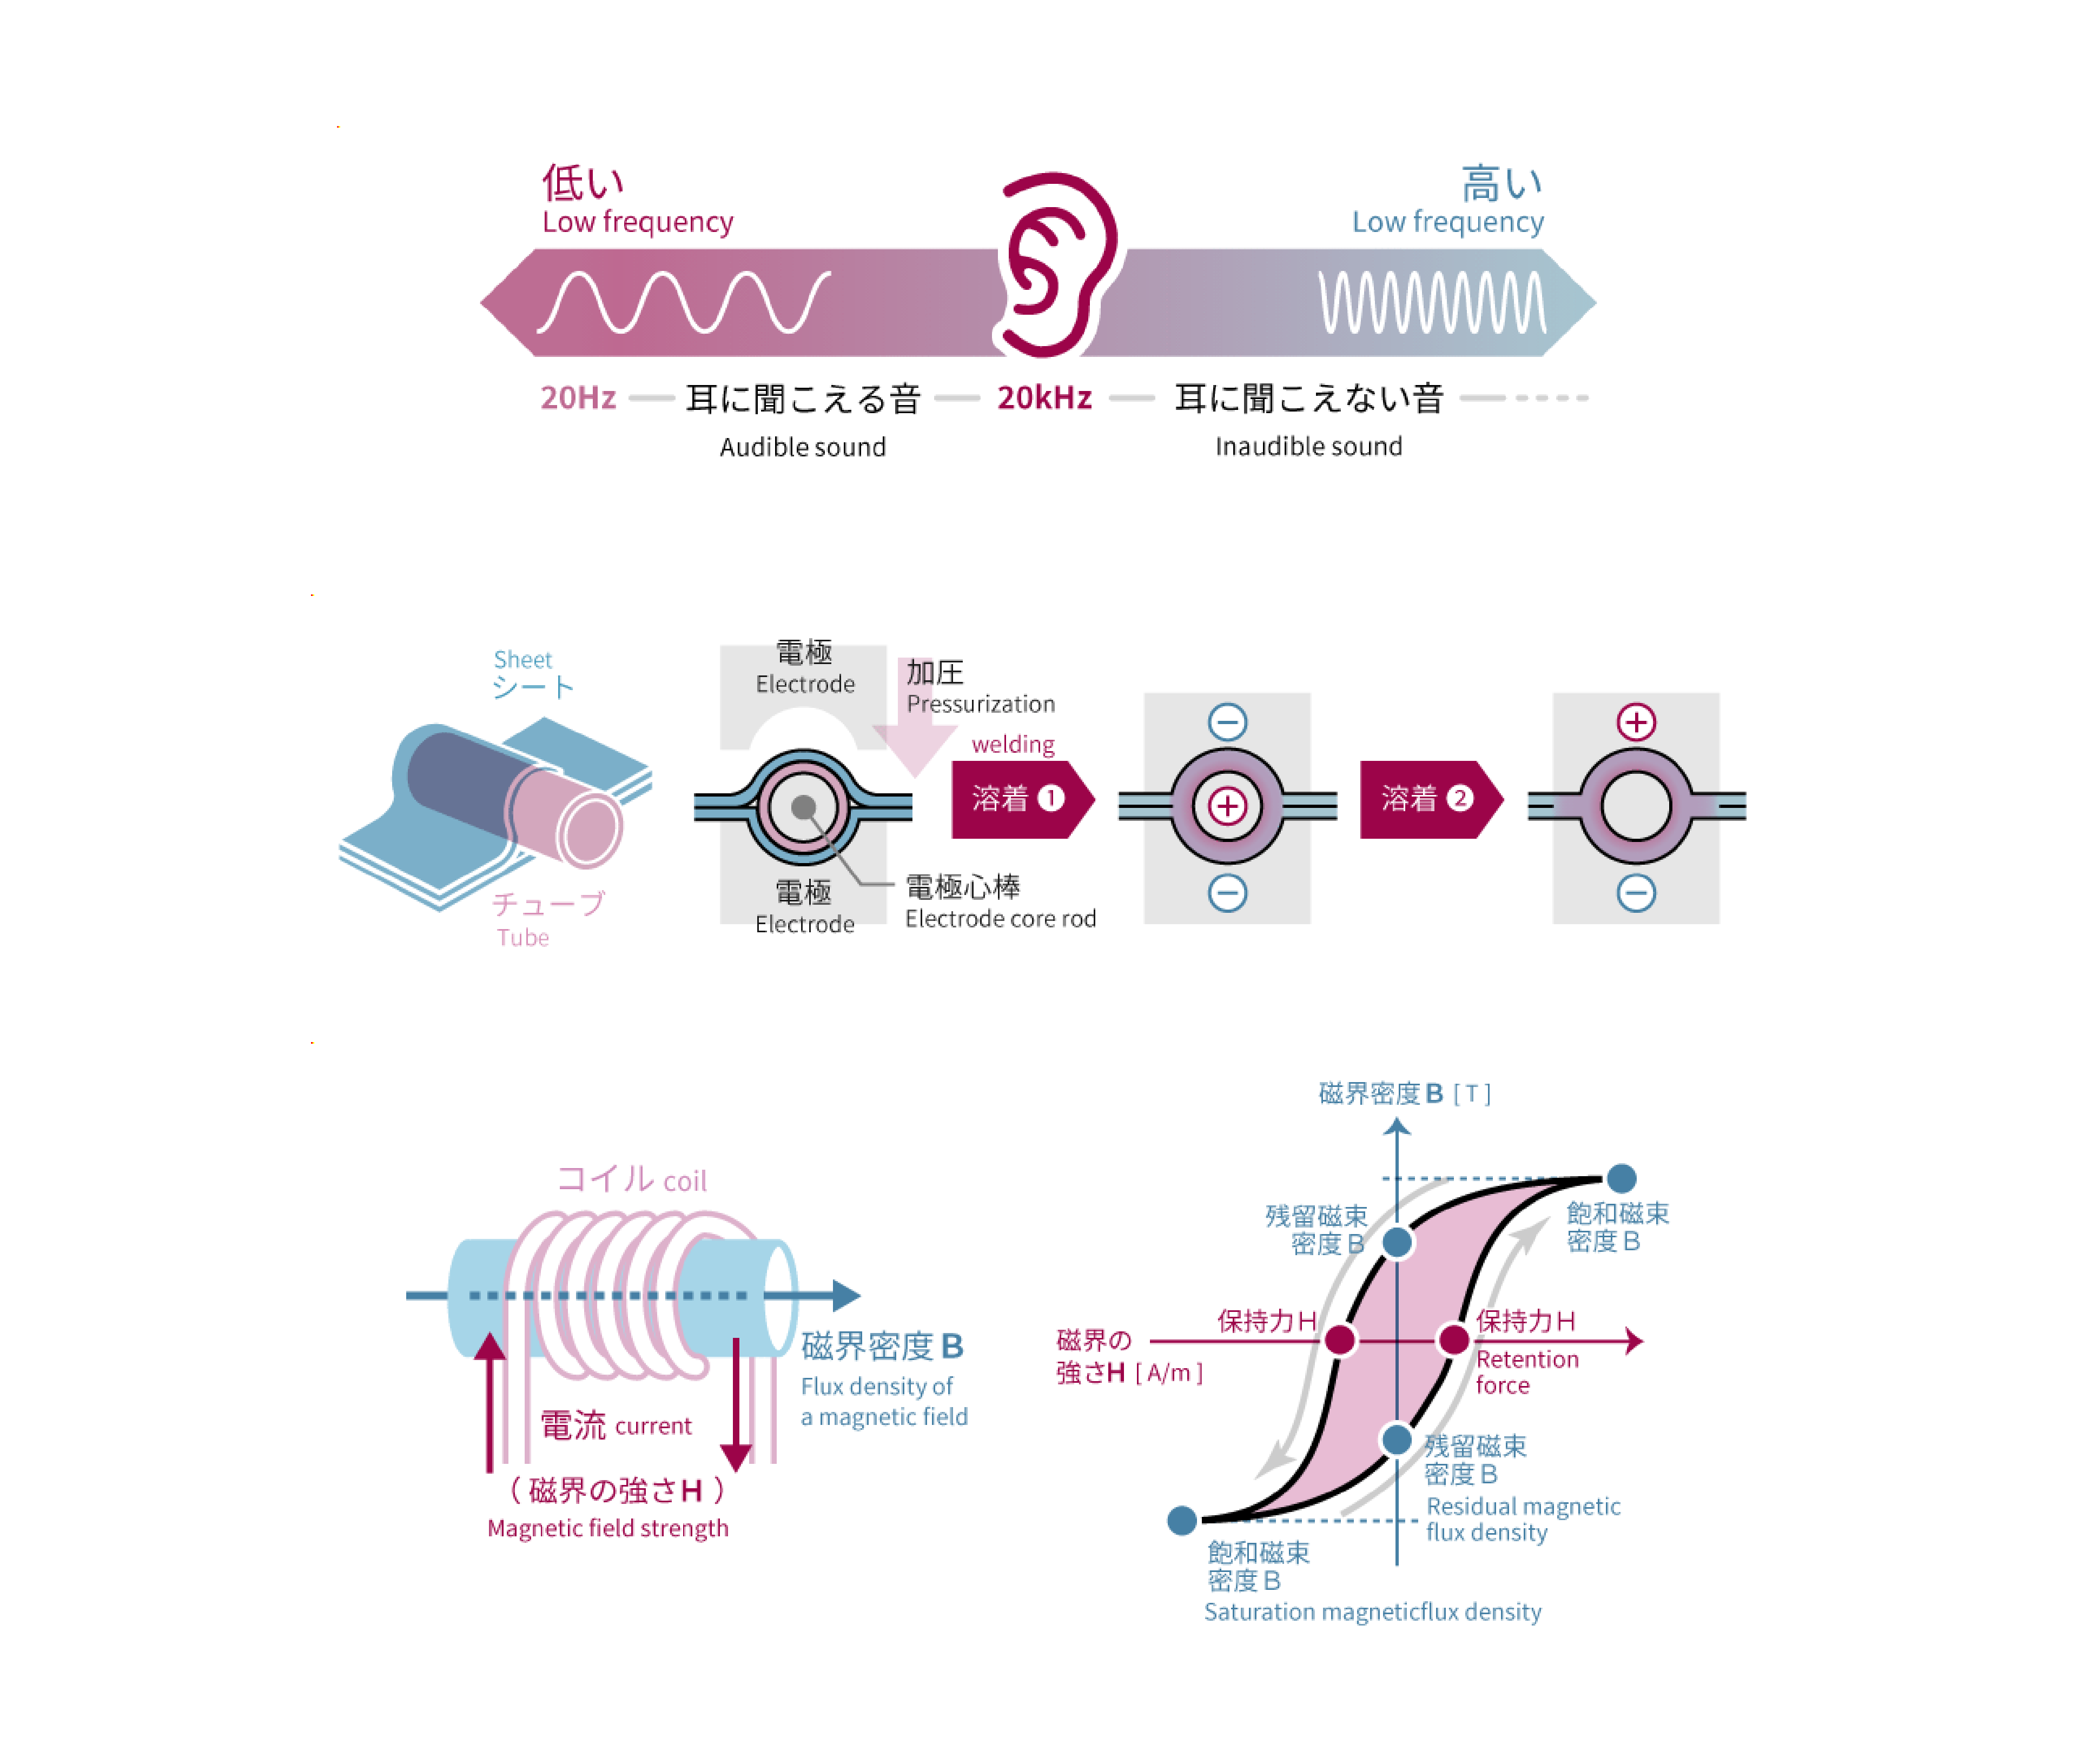 低い
Low frequency
高い
Low frequency
20Hz 耳に聞こえる音 20kHz 耳に聞こえない音
Audible sound
Inaudible sound
Sheet
シート
チューブ
Tube
電極
Electrode
加圧
Pressurization
welding
溶着 1
溶着 2
電極
Electrode
電極心棒
Electrode core rod
コイル coil
磁界密度 B
Flux density of
a magnetic field
電流 current
( 磁界の強さH )
Magnetic field strength
磁界密度 B [ T ]
残留磁束
密度 B
飽和磁束
密度 B
保持力 H
保持力 H
Retention
force
磁界の
強さH [ A/m ]
残留磁束
密度 B
Residual magnetic
flux density
飽和磁束
密度 B
Saturation magneticflux density